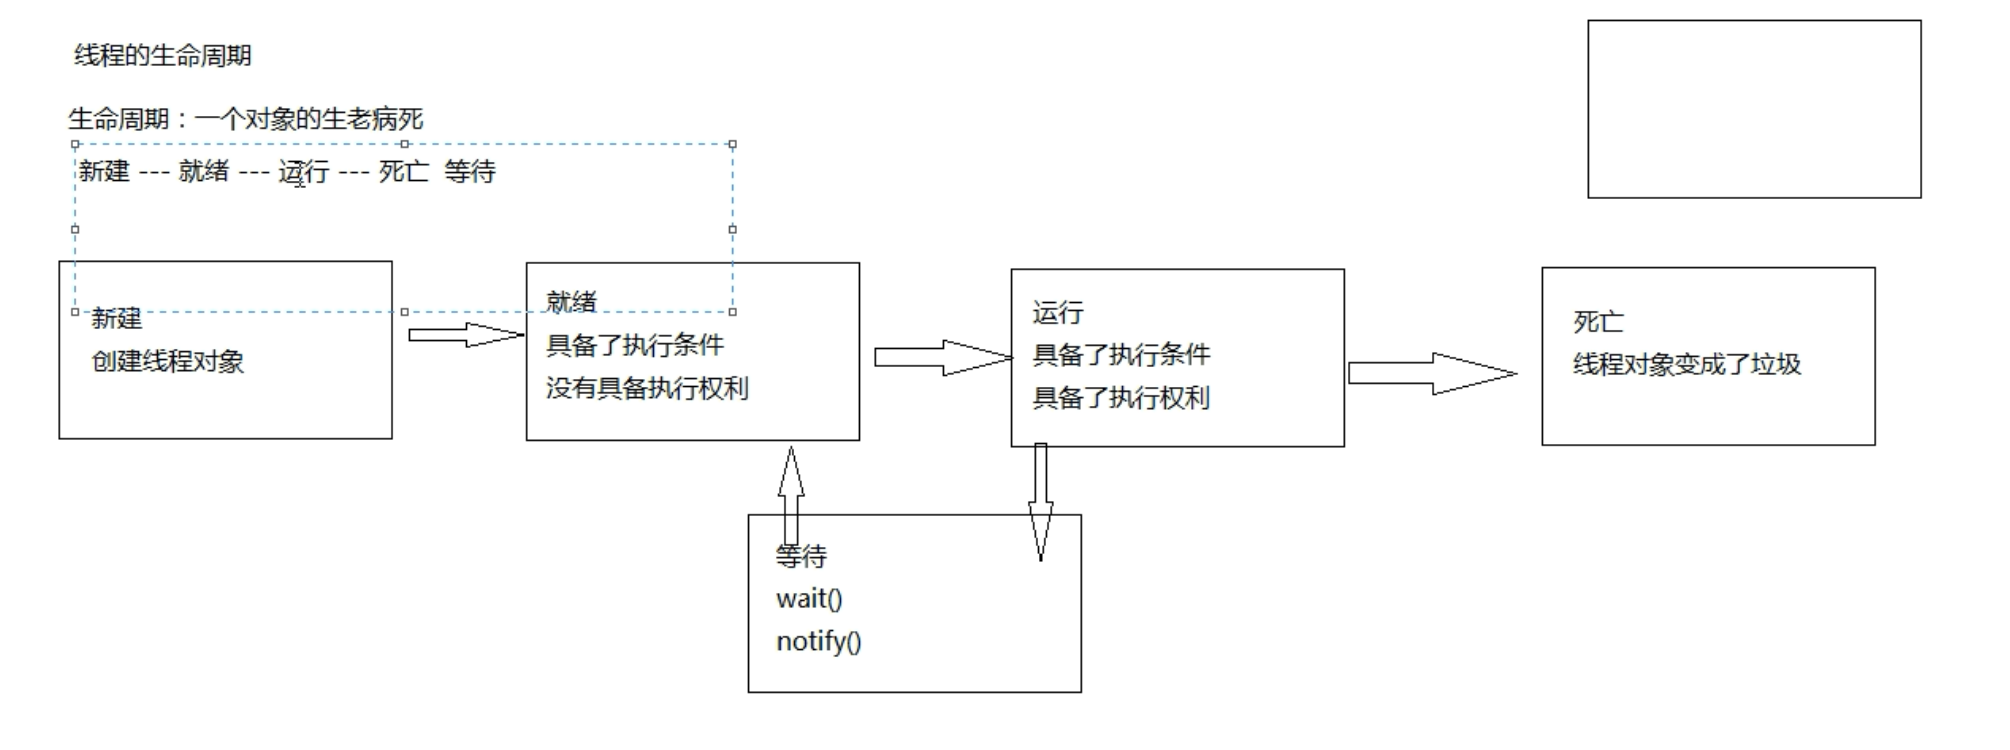 线程的生命周期
生命周期：一个对象的生老病死
新建 --- 就绪 --- 运行 --- 死亡  等待
新建
创建线程对象
就绪
具备了执行条件
没有具备执行权利
运行
具备了执行条件
具备了执行权利
死亡
线程对象变成了垃圾
等待
wait()
notify()